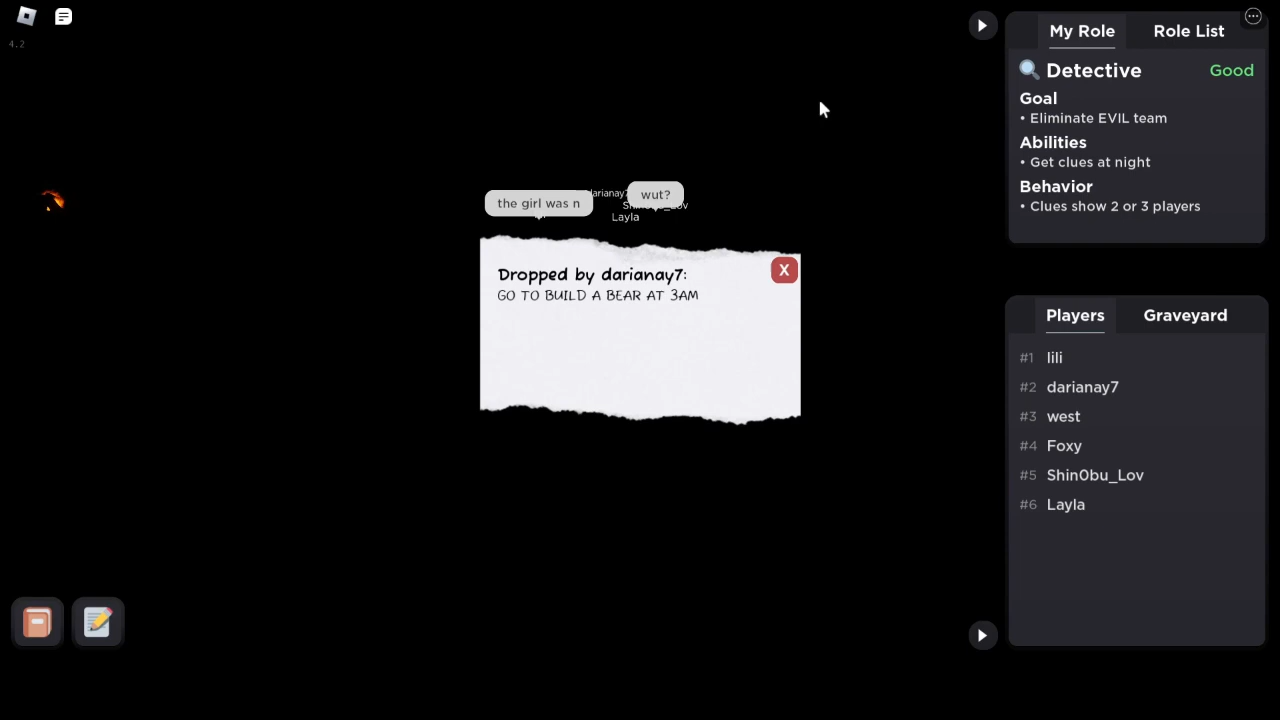 4.2
My Role
Role List
Detective
Good
Goal
• Eliminate EVIL team
Abilities
• Get clues at night
Behavior
• Clues show 2 or 3 players
the girl was n
wut?
Layla
Dropped by darianay7:
GO TO BUILD A BEAR AT 3AM
X
Players
Graveyard
#1 lili
#2 darianay7
#3 west
#4 Foxy
#5 Shin0bu_Lov
#6 Layla